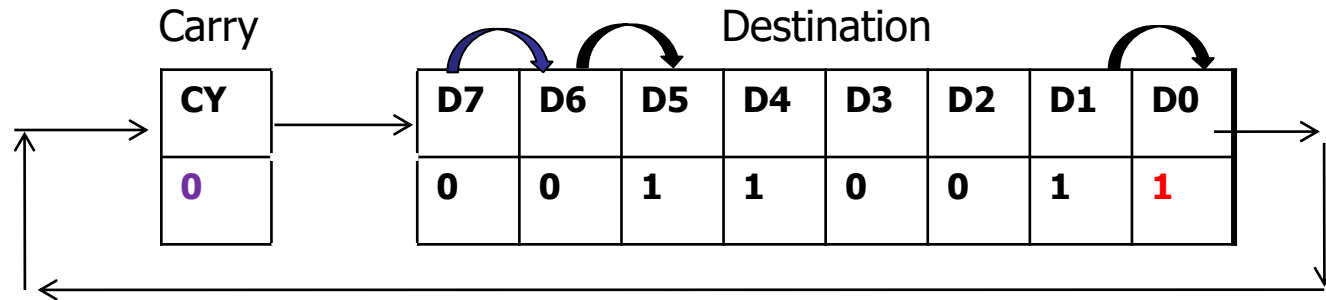 Carry Destination
CY D7 D6 D5 D4 D3 D2 D1 D0
0 0 0 1 1 0 0 1 1